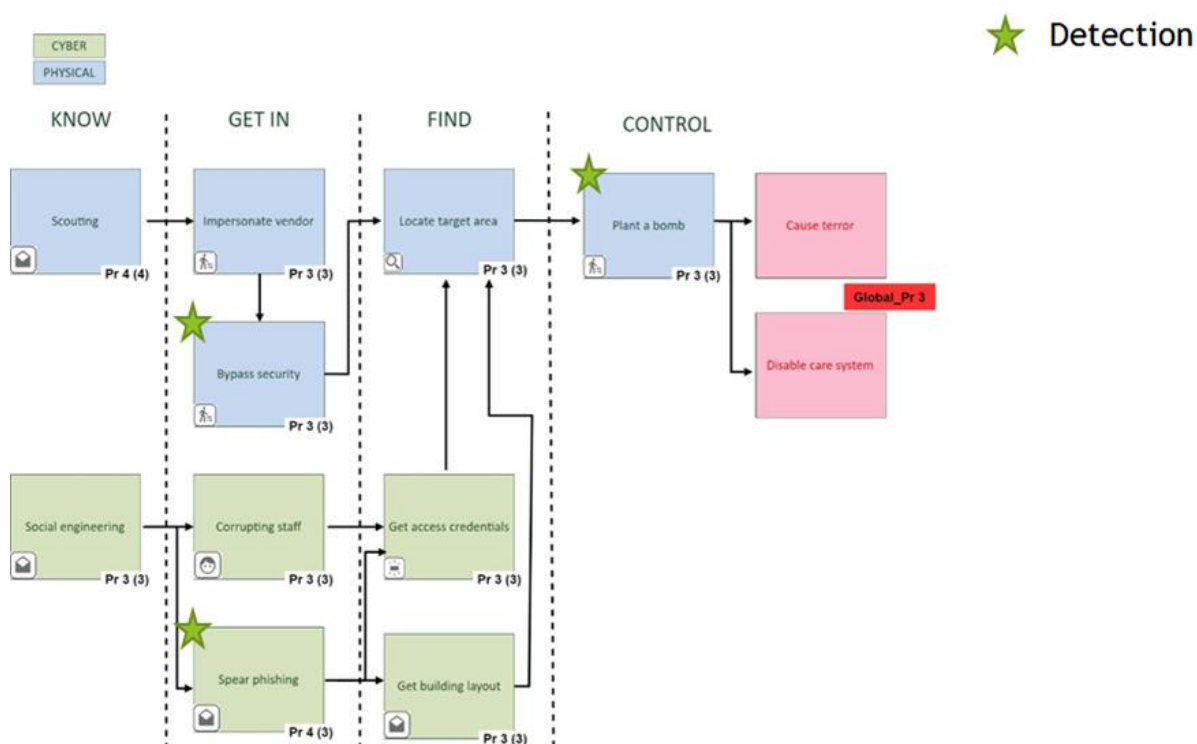 Detection
CYBER
PHYSICAL
KNOW
GET IN
FIND
CONTROL
Scouting
Pr 4 (4)
Impersonate vendor
Pr 3 (3)
Locate target area
Pr 3 (3)
Plant a bomb
Pr 3 (3)
Cause terror
Global_Pr 3
Bypass security
Pr 3 (3)
Disable care system
Social engineering
Pr 3 (3)
Corrupting staff
Pr 3 (3)
Get access credentials
Pr 3 (3)
Spear phishing
Pr 4 (3)
Get building layout
Pr 3 (3)